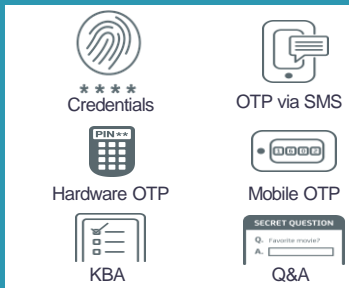 * * * *
Credentials
OTP via SMS
PIN **
Hardware OTP
Mobile OTP
KBA
SECRET QUESTION
Q. Favorite movie?
A.
Q&A